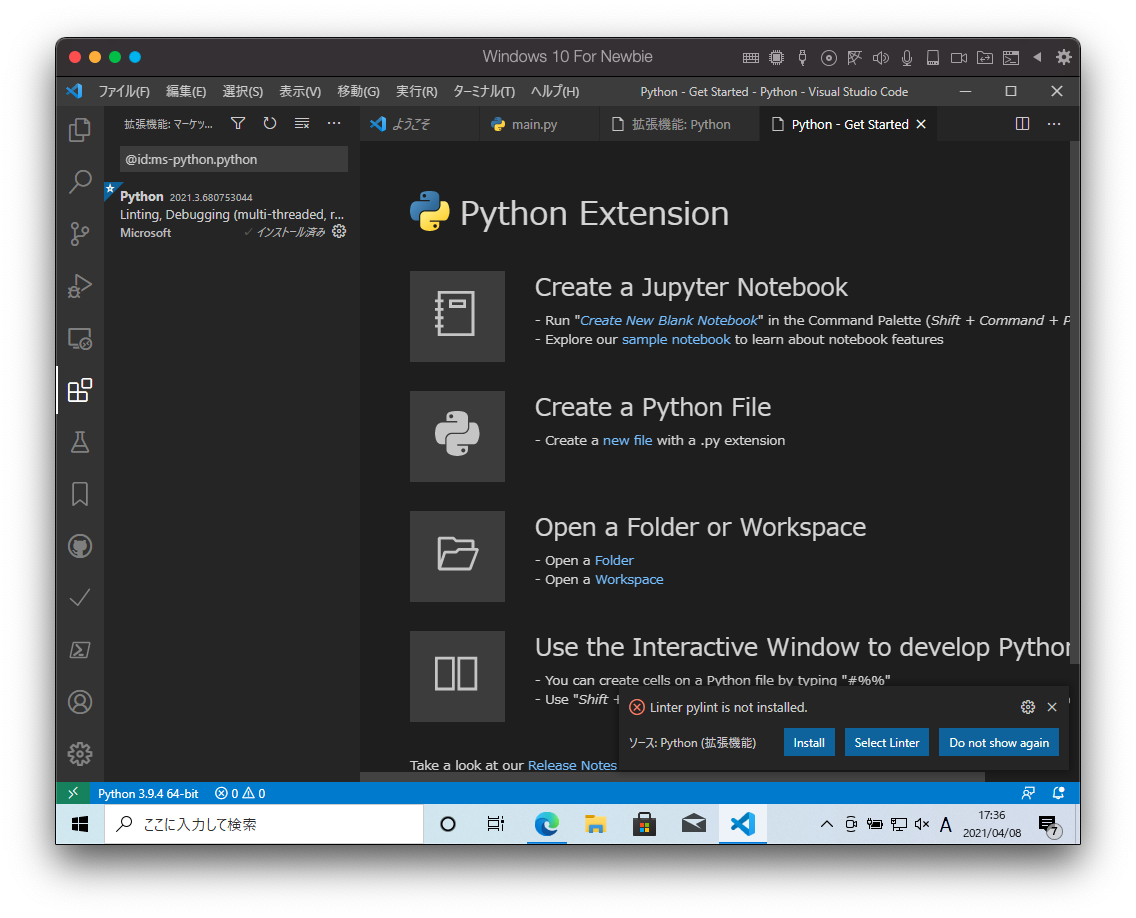 Windows 10 For Newbie
ファイル(F) 編集(E) 選択(S) 表示(V) 移動(G) 実行(R) ターミナル(T) ヘルプ(H) Python - Get Started - Python - Visual Studio Code
拡張機能: マーケッ...
ようこそ main.py 拡張機能: Python Python - Get Started
@id:ms-python.python
Python 2021.3.680753044
Linting, Debugging (multi-threaded, r...
Microsoft ✓ インストール済み
Python Extension
Create a Jupyter Notebook
- Run "Create New Blank Notebook" in the Command Palette (Shift + Command + P
- Explore our sample notebook to learn about notebook features
Create a Python File
- Create a new file with a .py extension
Open a Folder or Workspace
- Open a Folder
- Open a Workspace
Use the Interactive Window to develop Python
- You can create cells on a Python file by typing "#%%"
- Use "Shift +
Linter pylint is not installed.
ソース: Python (拡張機能) Install Select Linter Do not show again
Take a look at our Release Notes
Python 3.9.4 64-bit 0 0
ここに入力して検索
A 17:36
2021/04/08
7